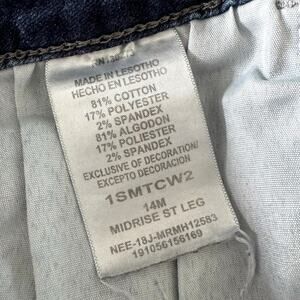 MADE IN LESOTHO
HECHO EN LESOTHO
81% COTTON
17% POLYESTER
2% SPANDEX
81% ALGODON
17% POLIESTER
2% SPANDEX
EXCLUSIVE OF DECORATION/
EXCEPTO DECORACION
1SMTCW2
14M
MIDRISE ST LEG
NEE-18J-MRMH12583
191056156169